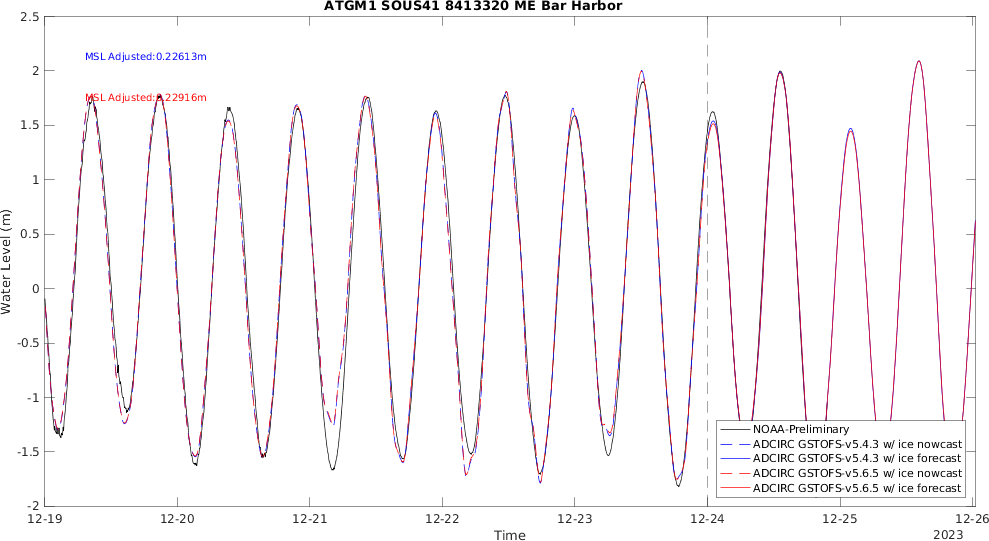 ATGM1 SOUS41 8413320 ME Bar Harbor
2.5
MSL Adjusted:0.22613m
2
MSL Adjusted:0.22916m
1.5
1
0.5
0
-0.5
-1
-1.5
-2
Water Level (m)
NOAA-Preliminary
ADCIRC GSTOFS-v5.4.3 w/ ice nowcast
ADCIRC GSTOFS-v5.4.3 w/ ice forecast
ADCIRC GSTOFS-v5.6.5 w/ ice nowcast
ADCIRC GSTOFS-v5.6.5 w/ ice forecast
12-19 12-20 12-21 12-22 12-23 12-24 12-25 12-26
Time
2023